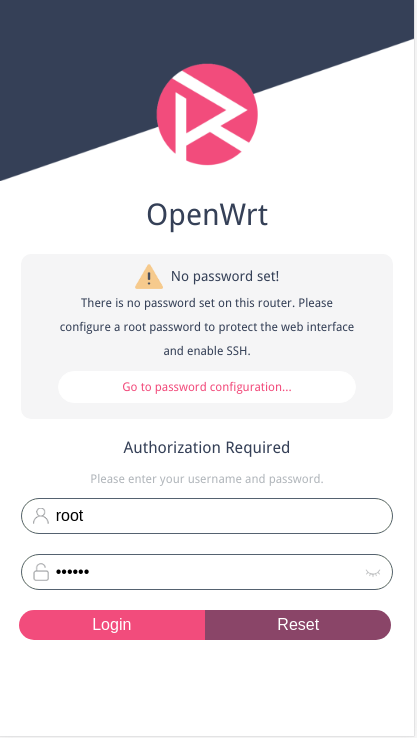 OpenWrt
No password set!
There is no password set on this router. Please
configure a root password to protect the web interface
and enable SSH.
Go to password configuration...
Authorization Required
Please enter your username and password.
root
••••••
Login
Reset